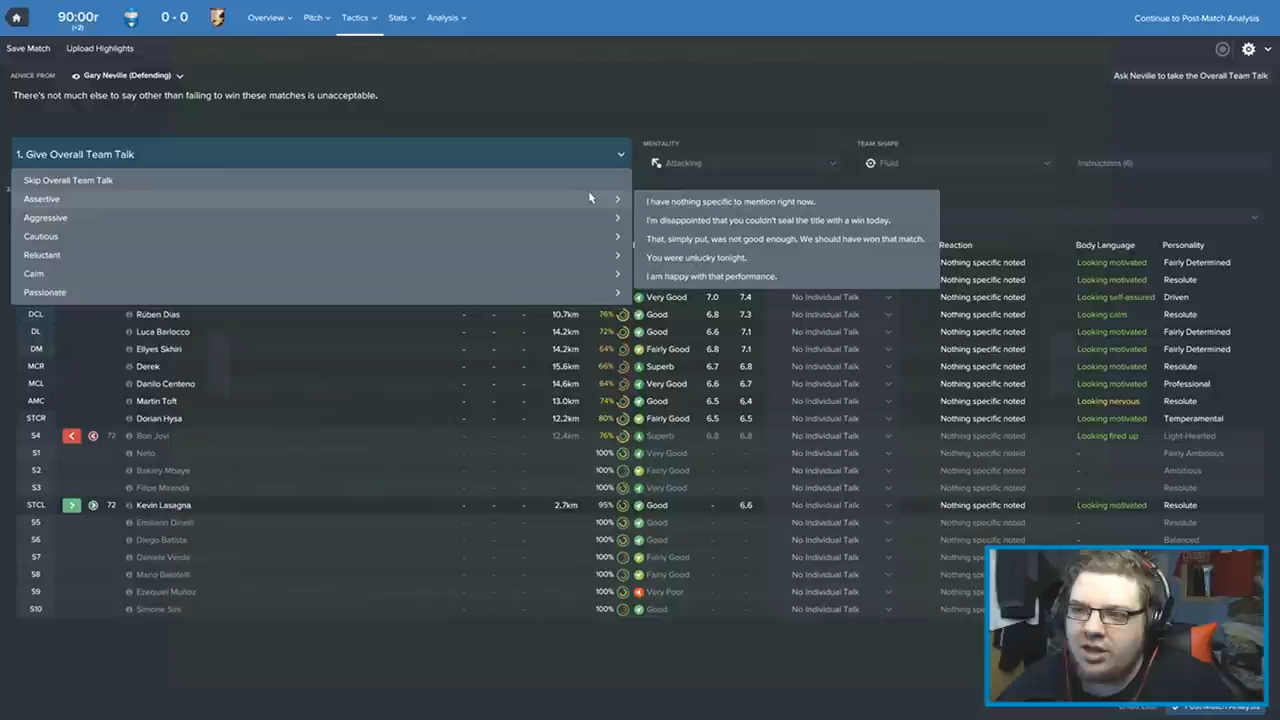 90:00r 0 - 0 Overview Pitch Tactics Stats Analysis Continue to Post-Match Analysis
(+2)
Save Match Upload Highlights
ADVICE FROM Gary Neville (Defending) Ask Neville to take the Overall Team Talk
There's not much else to say other than failing to win these matches is unacceptable.
MENTALITY TEAM SHAPE
1. Give Overall Team Talk Attacking Fluid Instructions (6)
Skip Overall Team Talk
Assertive
I have nothing specific to mention right now.
Aggressive
I'm disappointed that you couldn't seal the title with a win today.
Cautious
That, simply put, was not good enough. We should have won that match.
Reluctant
You were unlucky tonight.
Calm
I am happy with that performance.
Passionate
Reaction Body Language Personality
Nothing specific noted Looking motivated Fairly Determined
Nothing specific noted Looking motivated Resolute
Very Good 7.0 7.4 No Individual Talk Nothing specific noted Looking self-assured Driven
DCL Rúben Dias - - - 10.7km 76% Good 6.8 7.3 No Individual Talk Nothing specific noted Looking calm Resolute
DL Luca Barlocco - - - 14.2km 72% Good 6.6 7.1 No Individual Talk Nothing specific noted Looking motivated Fairly Determined
DM Ellyes Skhiri - - - 14.2km 64% Fairly Good 6.8 7.1 No Individual Talk Nothing specific noted Looking motivated Fairly Determined
MCR Derek - - - 15.6km 66% Superb 6.7 6.8 No Individual Talk Nothing specific noted Looking motivated Resolute
MCL Danilo Centeno - - - 14.6km 64% Very Good 6.6 6.7 No Individual Talk Nothing specific noted Looking motivated Professional
AMC Martin Toft - - - 13.0km 74% Good 6.5 6.4 No Individual Talk Nothing specific noted Looking nervous Resolute
STCR Dorian Hysa - - - 12.2km 80% Fairly Good 6.5 6.5 No Individual Talk Nothing specific noted Looking motivated Temperamental
S4 72 Bon Jovi - - - 12.4km 76% Superb 6.8 6.8 No Individual Talk Nothing specific noted Looking fired up Light-Hearted
S1 Neto - - - 100% Very Good - - No Individual Talk Nothing specific noted - Fairly Ambitious
S2 Bakary Mbaye - - - 100% Fairly Good - - No Individual Talk Nothing specific noted - Ambitious
S3 Filipe Miranda - - - 100% Very Good - - No Individual Talk Nothing specific noted - Resolute
STCL 72 Kevin Lasagna - - - 2.7km 95% Good - 6.6 No Individual Talk Nothing specific noted Looking motivated Resolute
S5 Emiliano Dinelli - - - 100% Good - - No Individual Talk Nothing specific noted - Resolute
S6 Diego Batista - - - 100% Good - - No Individual Talk Nothing specific noted - Balanced
S7 Daniele Verde - - - 100% Fairly Good - - No Individual Talk Nothing
S8 Mario Balotelli - - - 100% Fairly Good - - No Individual Talk Nothing
S9 Ezequiel Muñoz - - - 100% Very Poor - - No Individual Talk Nothing
S10 Simone Sini - - - 100% Good - - No Individual Talk Nothing